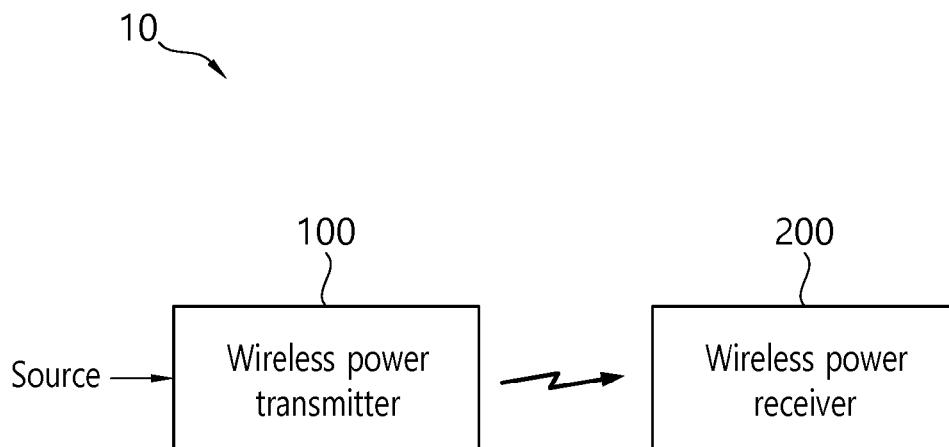 10
100
200
Source
Wireless power
transmitter
Wireless power
receiver